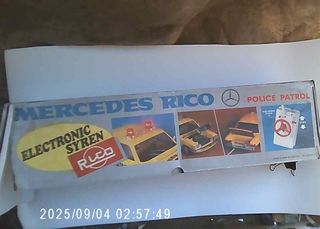 MERCEDES RICO
POLICE PATROL
ELECTRONIC
SYREN
RICO
2025/09/04 02:57:49